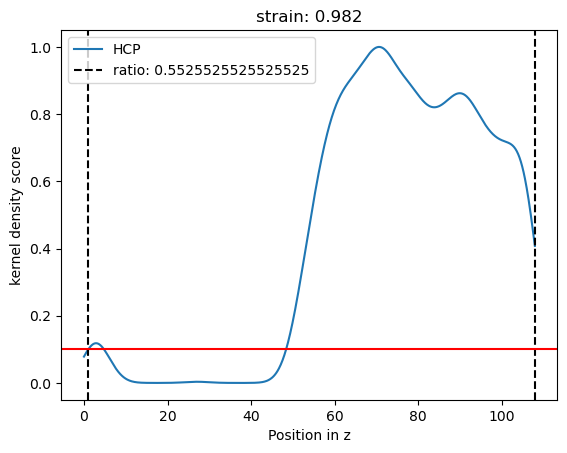 strain: 0.982
HCP
ratio: 0.5525525525525525
kernel density score
1.0
0.8
0.6
0.4
0.2
0.0
0 20 40 60 80 100
Position in z